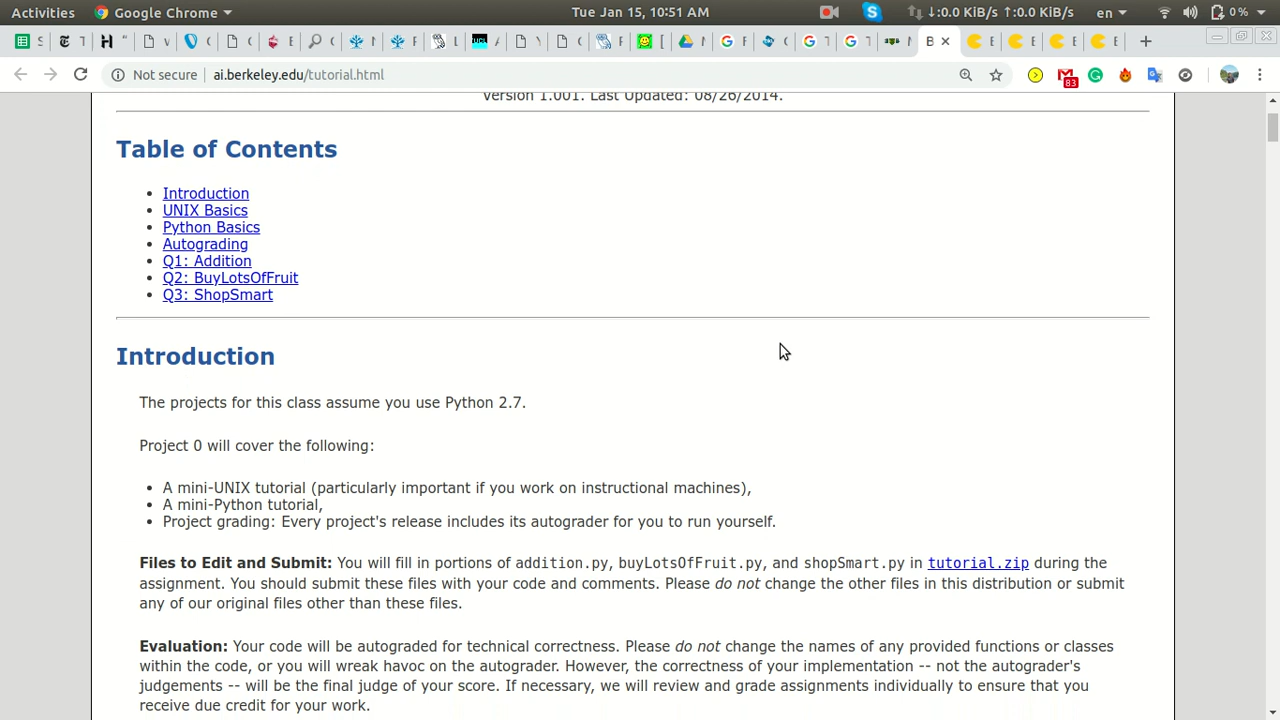 Activities Google Chrome Tue Jan 15, 10:51 AM ↓:0.0 KiB/s ↑:0.0 KiB/s en 0 %
Not secure ai.berkeley.edu/tutorial.html 83
Version 1.001. Last Updated: 08/26/2014.
Table of Contents
Introduction
UNIX Basics
Python Basics
Autograding
Q1: Addition
Q2: BuyLotsOfFruit
Q3: ShopSmart
Introduction
The projects for this class assume you use Python 2.7.
Project 0 will cover the following:
A mini-UNIX tutorial (particularly important if you work on instructional machines),
A mini-Python tutorial,
Project grading: Every project's release includes its autograder for you to run yourself.
Files to Edit and Submit: You will fill in portions of addition.py, buyLotsOfFruit.py, and shopSmart.py in tutorial.zip during the
assignment. You should submit these files with your code and comments. Please do not change the other files in this distribution or submit
any of our original files other than these files.
Evaluation: Your code will be autograded for technical correctness. Please do not change the names of any provided functions or classes
within the code, or you will wreak havoc on the autograder. However, the correctness of your implementation -- not the autograder's
judgements -- will be the final judge of your score. If necessary, we will review and grade assignments individually to ensure that you
receive due credit for your work.